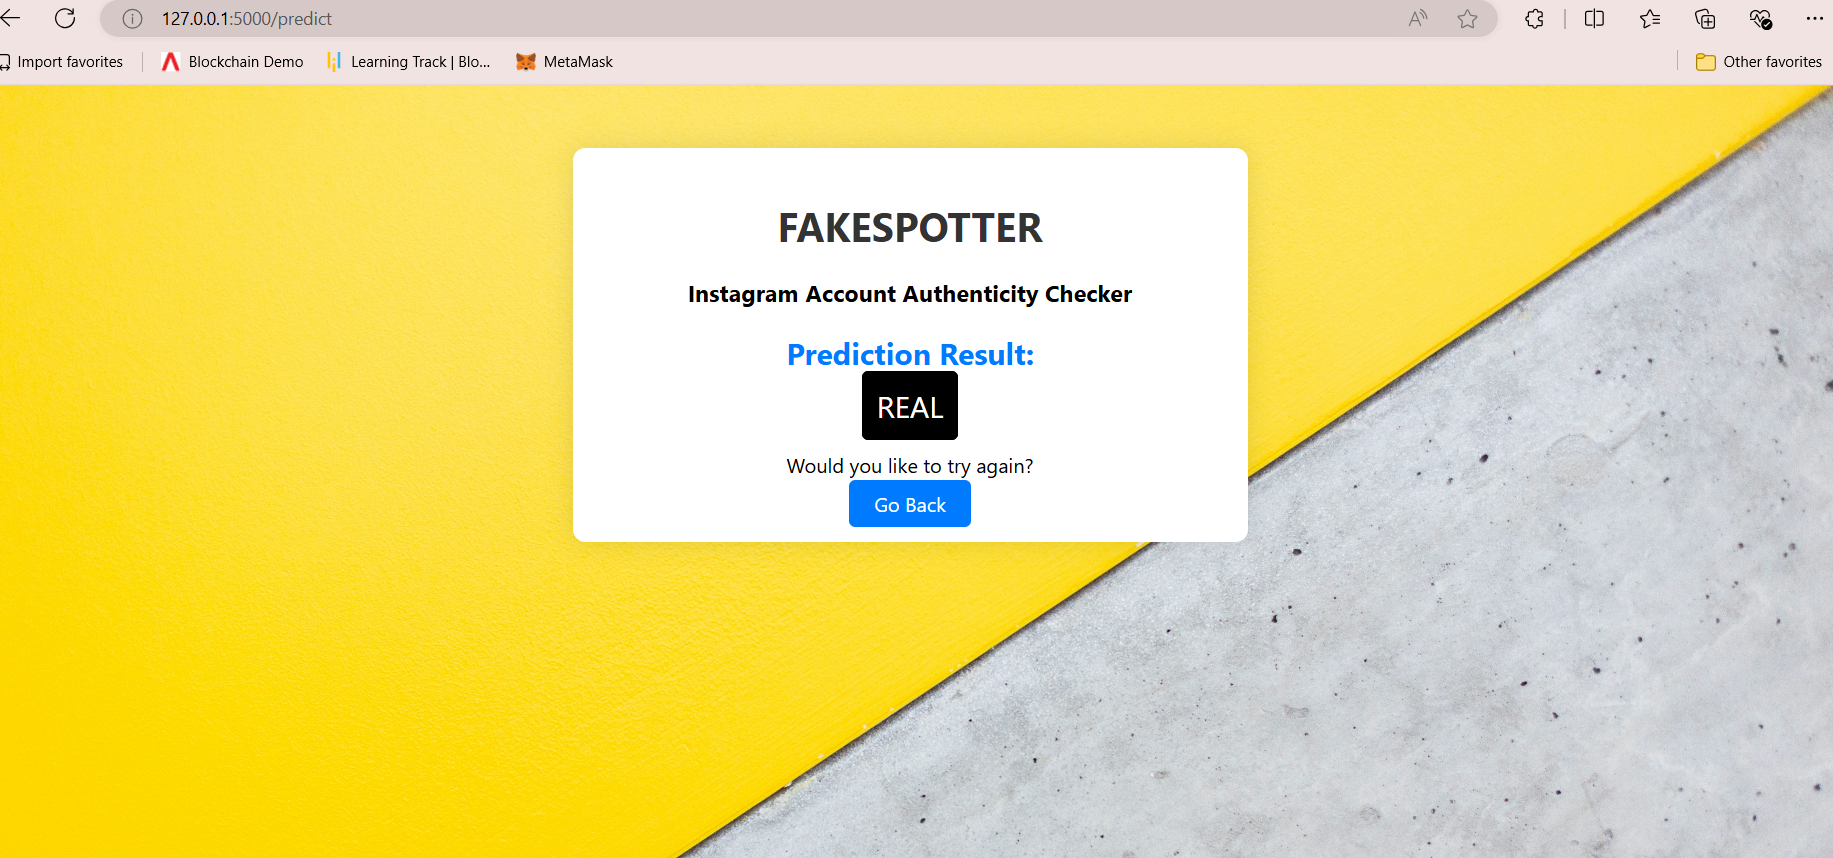 127.0.0.1:5000/predict
Import favorites
Blockchain Demo
Learning Track | Blo...
MetaMask
Other favorites
FAKESPOTTER
Instagram Account Authenticity Checker
Prediction Result:
REAL
Would you like to try again?
Go Back